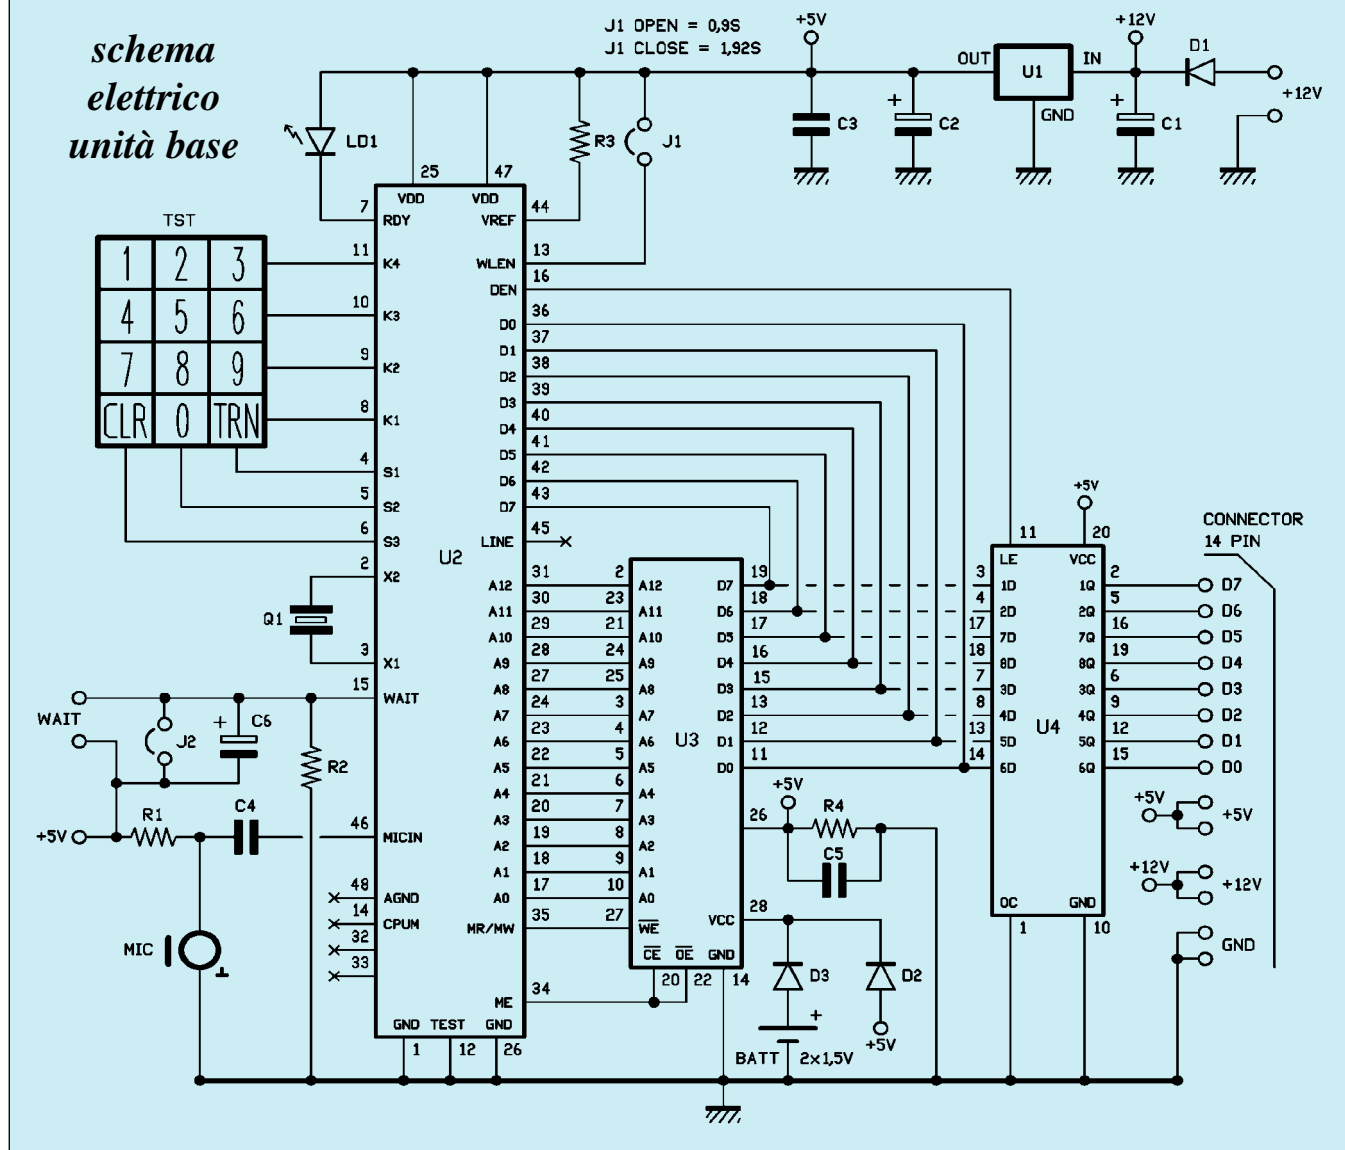 schema
elettrico
unità base
J1 OPEN = 0,9S
J1 CLOSE = 1,92S
+5V
+12V
D1
OUT
U1
IN
GND
+12V
C3
+
C2
+
C1
LD1
R3
J1
25
47
VDD
VDD
7
RDY
VREF
44
TST
1 2 3
4 5 6
7 8 9
CLR 0 TRN
11
K4
10
K3
9
K2
8
K1
4
S1
5
S2
6
S3
2
X2
Q1
3
X1
15
WAIT
WLEN
13
DEN
16
D0
36
D1
37
D2
38
D3
39
D4
40
D5
41
D6
42
D7
43
LINE
45
U2
A12 31 2 A12
A11 30 23 A11
A10 29 21 A10
A9 28 24 A9
A8 27 25 A8
A7 24 3 A7
A6 23 4 A6
A5 22 5 A5
A4 21 6 A4
A3 20 7 A3
A2 19 8 A2
A1 18 9 A1
A0 17 10 A0
MR/MW 35 27 WE
ME 34
CE OE GND
20 22 14
U3
D7 19 3 1D
D6 18 4 2D
D5 17 17 7D
D4 16 18 8D
D3 15 7 3D
D2 13 8 4D
D1 12 13 5D
D0 11 14 6D
26
+5V
R4
C5
VCC 28
D3
D2
+
BATT 2x1,5V
+5V
+5V
11 20
LE VCC
U4
1Q 2 D7
2Q 5 D6
7Q 16 D5
8Q 19 D4
3Q 6 D3
4Q 9 D2
5Q 12 D1
6Q 15 D0
OC GND
1 10
CONNECTOR
14 PIN
+5V
+5V
+12V
+12V
GND
WAIT
J2
+
C6
R2
+5V
R1
C4
46
MICIN
48
AGND
14
CPUM
32
33
MIC
+
GND TEST GND
1 12 26